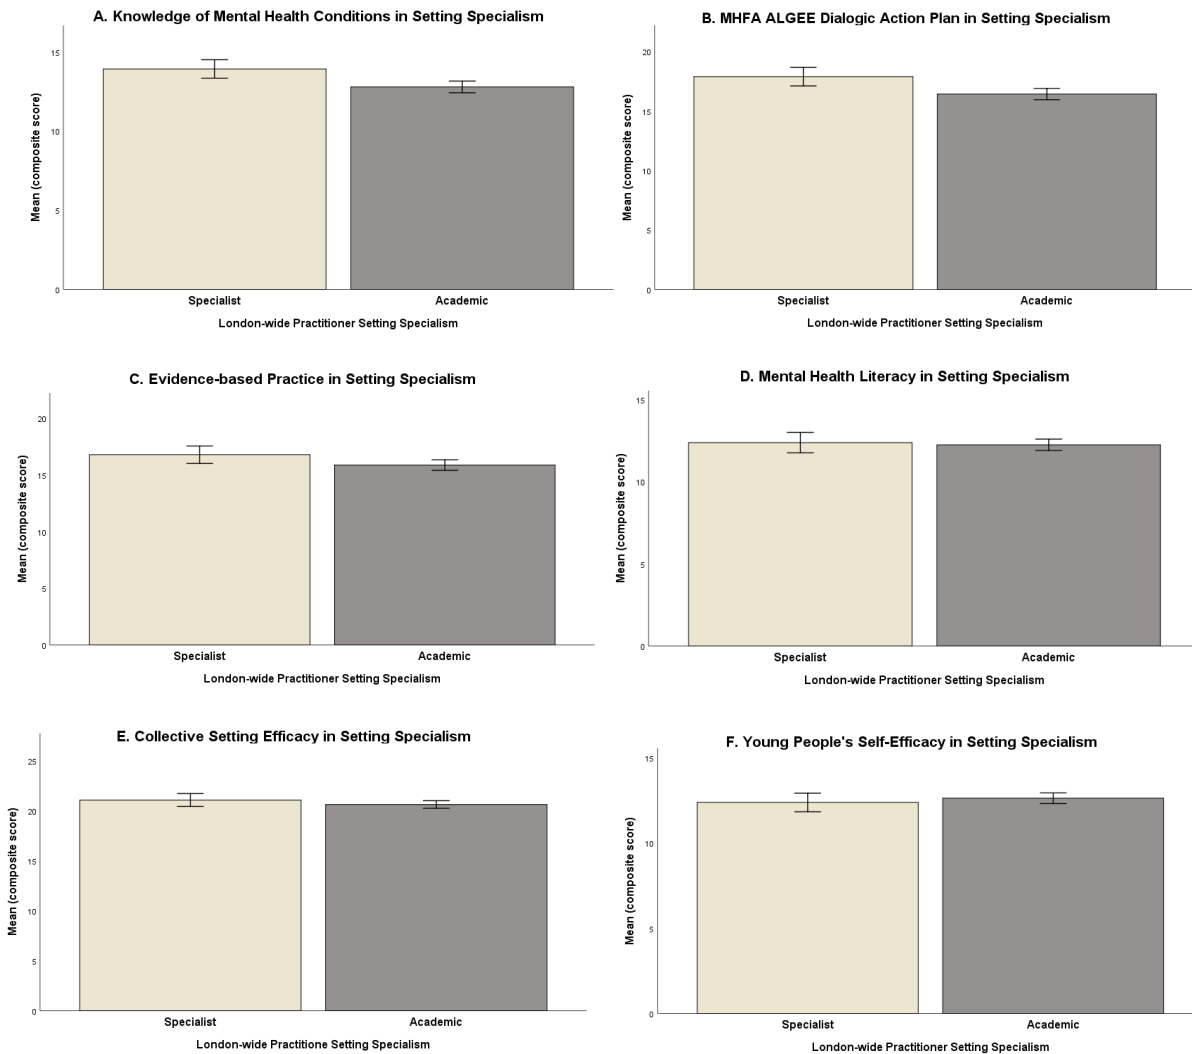 A. Knowledge of Mental Health Conditions in Setting Specialism
Mean (composite score)
15
10
5
0
Specialist
Academic
London-wide Practitioner Setting Specialism
B. MHFA ALGEE Dialogic Action Plan in Setting Specialism
Mean (composite score)
20
15
10
5
0
Specialist
Academic
London-wide Practitioner Setting Specialism
C. Evidence-based Practice in Setting Specialism
Mean (composite score)
20
15
10
5
0
Specialist
Academic
London-wide Practitioner Setting Specialism
D. Mental Health Literacy in Setting Specialism
Mean (composite score)
15
10
5
0
Specialist
Academic
London-wide Practitioner Setting Specialism
E. Collective Setting Efficacy in Setting Specialism
Mean (composite score)
25
20
15
10
5
0
Specialist
Academic
London-wide Practitione Setting Specialism
F. Young People's Self-Efficacy in Setting Specialism
Mean (composite score)
15
10
5
0
Specialist
Academic
London-wide Practitioner Setting Specialism